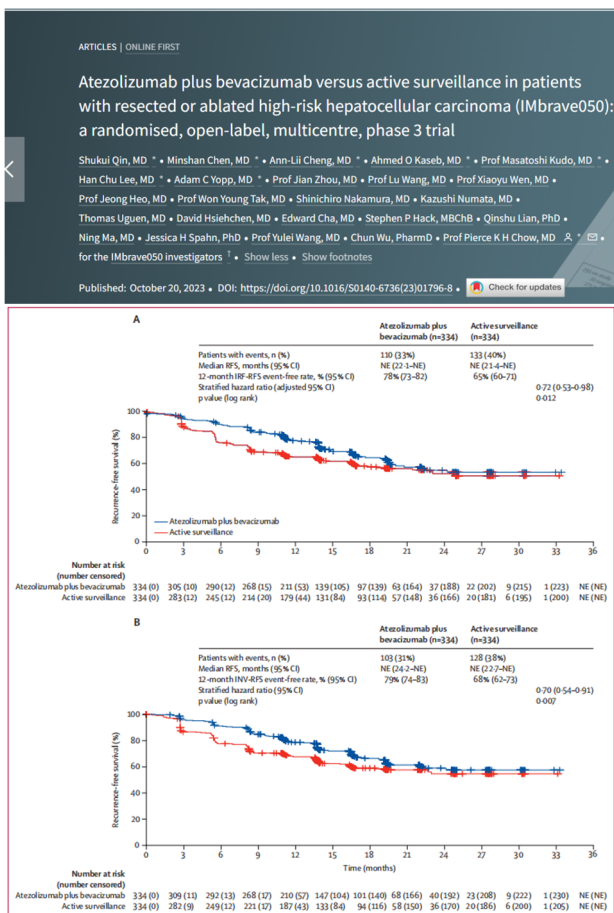 ARTICLES | ONLINE FIRST
Atezolizumab plus bevacizumab versus active surveillance in patients
with resected or ablated high-risk hepatocellular carcinoma (IMbrave050):
a randomised, open-label, multicentre, phase 3 trial
Shukui Qin, MD * • Minshan Chen, MD * • Ann-Lii Cheng, MD * • Ahmed O Kaseb, MD * • Prof Masatoshi Kudo, MD * •
Han Chu Lee, MD * • Adam C Yopp, MD * • Prof Jian Zhou, MD • Prof Lu Wang, MD • Prof Xiaoyu Wen, MD •
Prof Jeong Heo, MD • Prof Won Young Tak, MD • Shinichiro Nakamura, MD • Kazushi Numata, MD •
Thomas Uguen, MD • David Hsiehchen, MD • Edward Cha, MD • Stephen P Hack, MBChB • Qinshu Lian, PhD •
Ning Ma, MD • Jessica H Spahn, PhD • Prof Yulei Wang, MD • Chun Wu, PharmD • Prof Pierce K H Chow, MD *
for the IMbrave050 investigators † • Show less • Show footnotes
Published: October 20, 2023 • DOI: https://doi.org/10.1016/S0140-6736(23)01796-8 • Check for updates
A
Atezolizumab plus bevacizumab (n=334) Active surveillance (n=334)
Patients with events, n (%) 110 (33%) 133 (40%)
Median RFS, months (95% CI) NE (22·1–NE) NE (21·4–NE)
12-month IRF-RFS event-free rate, % (95% CI) 78% (73–82) 65% (60–71)
Stratified hazard ratio (adjusted 95% CI) 0·72 (0·53–0·98)
p value (log rank) 0·012
Recurrence-free survival (%)
100
80
60
40
20
0
Atezolizumab plus bevacizumab
Active surveillance
0 3 6 9 12 15 18 21 24 27 30 33 36
Number at risk
(number censored)
Atezolizumab plus bevacizumab 334 (0) 305 (10) 290 (12) 268 (15) 211 (53) 139 (105) 97 (139) 63 (164) 37 (188) 22 (202) 9 (215) 1 (223) NE (NE)
Active surveillance 334 (0) 283 (12) 245 (12) 214 (20) 179 (44) 131 (84) 93 (114) 57 (148) 36 (166) 20 (181) 6 (195) 1 (200) NE (NE)
B
Atezolizumab plus bevacizumab (n=334) Active surveillance (n=334)
Patients with events, n (%) 103 (31%) 128 (38%)
Median RFS, months (95% CI) NE (24·2–NE) NE (22·7–NE)
12-month INV-RFS event-free rate, % (95% CI) 79% (74–83) 68% (62–73)
Stratified hazard ratio (95% CI) 0·70 (0·54–0·91)
p value (log rank) 0·007
Recurrence-free survival (%)
100
80
60
40
20
0
0 3 6 9 12 15 18 21 24 27 30 33 36
Time (months)
Number at risk
(number censored)
Atezolizumab plus bevacizumab 334 (0) 309 (11) 292 (13) 268 (17) 210 (57) 147 (104) 101 (140) 68 (166) 40 (192) 23 (208) 9 (222) 1 (230) NE (NE)
Active surveillance 334 (0) 282 (9) 249 (12) 221 (17) 187 (43) 133 (84) 94 (116) 58 (150) 36 (170) 20 (186) 6 (200) 1 (205) NE (NE)